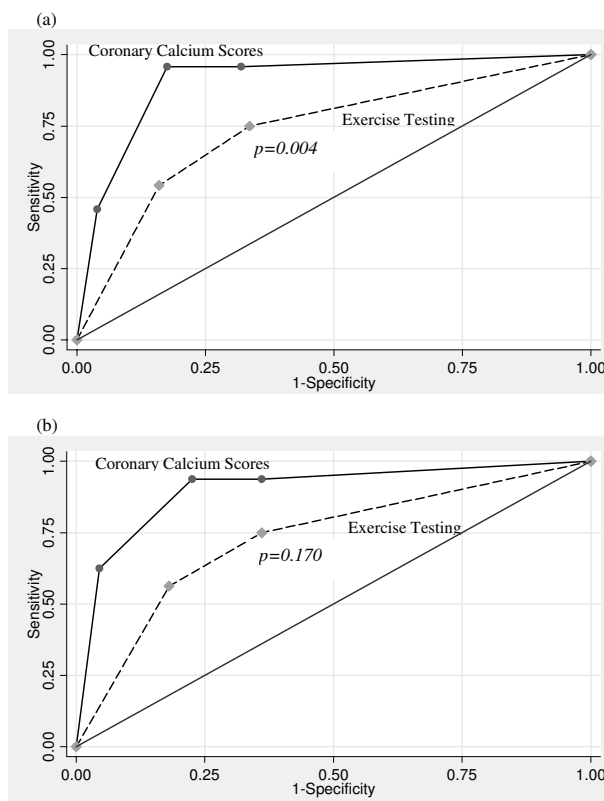 (a)
Coronary Calcium Scores
Exercise Testing
p=0.004
Sensitivity
1.00
0.75
0.50
0.25
0.00
0.00 0.25 0.50 0.75 1.00
1-Specificity
(b)
Coronary Calcium Scores
Exercise Testing
p=0.170
Sensitivity
1.00
0.75
0.50
0.25
0.00
0.00 0.25 0.50 0.75 1.00
1-Specificity